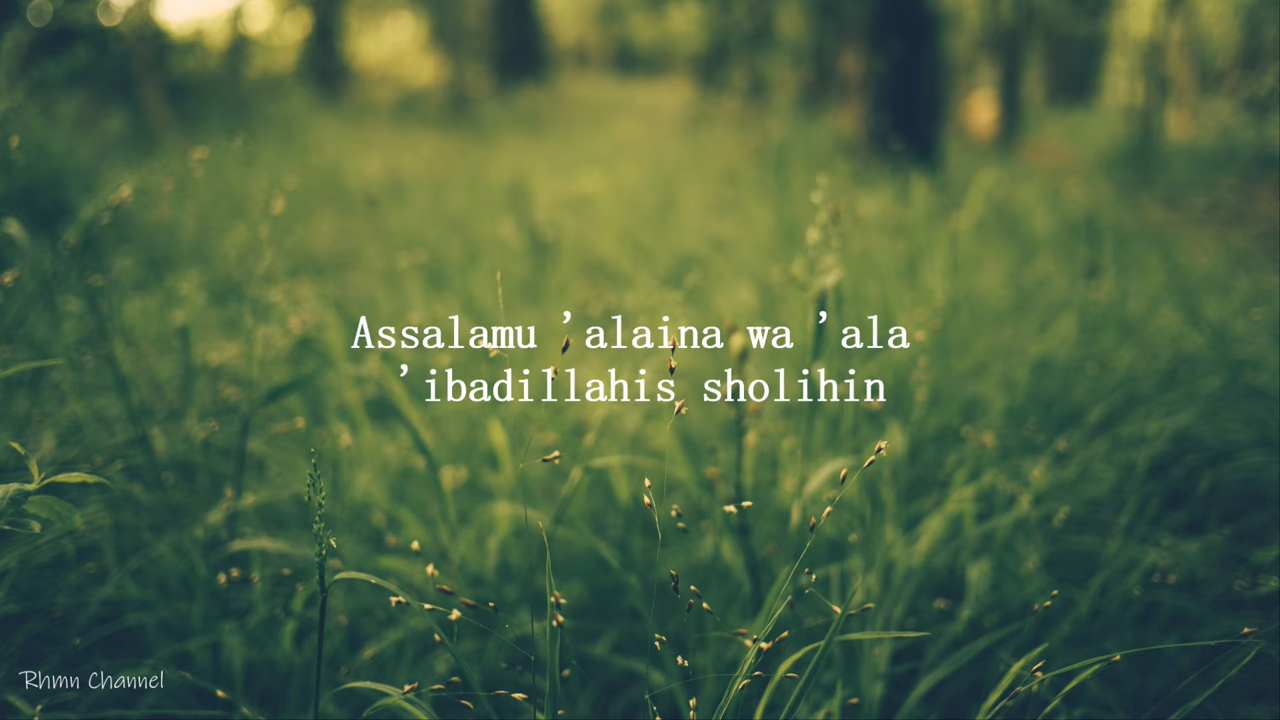 Assalamu ’alaina wa ’ala
’ibadillahis sholihin
Rhmn Channel